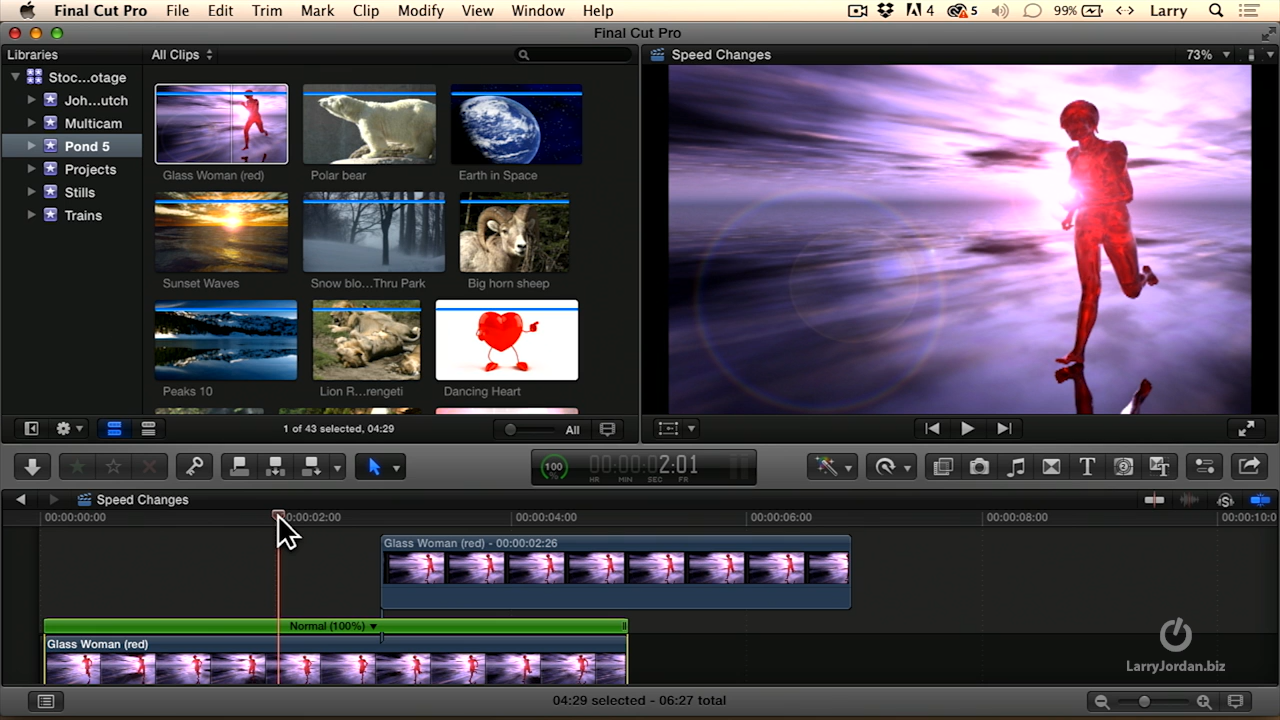 Final Cut Pro File Edit Trim Mark Clip Modify View Window Help 4 5 99% Larry
Final Cut Pro
Libraries
All Clips
Speed Changes
73%
Stoc...otage
Joh...utch
Multicam
Pond 5
Projects
Stills
Trains
Glass Woman (red)
Polar bear
Earth in Space
Sunset Waves
Snow blo...Thru Park
Big horn sheep
Peaks 10
Lion R...rengeti
Dancing Heart
1 of 43 selected, 04:29
All
100
%
00:00:02:01
HR MIN SEC FR
Speed Changes
00:00:00:00
00:00:02:00
00:00:04:00
00:00:06:00
00:00:08:00
00:00:10:0
Glass Woman (red) - 00:00:02:26
Normal (100%)
Glass Woman (red)
LarryJordan.biz
04:29 selected - 06:27 total